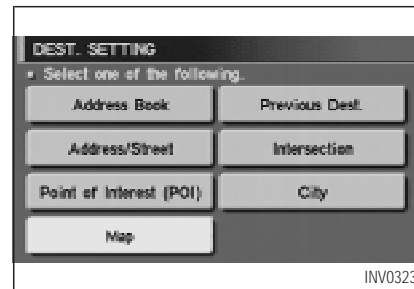 DEST. SETTING
Select one of the following.
Address Book
Previous Dest.
Address/Street
Intersection
Point of Interest (POI)
City
Map
INV0323